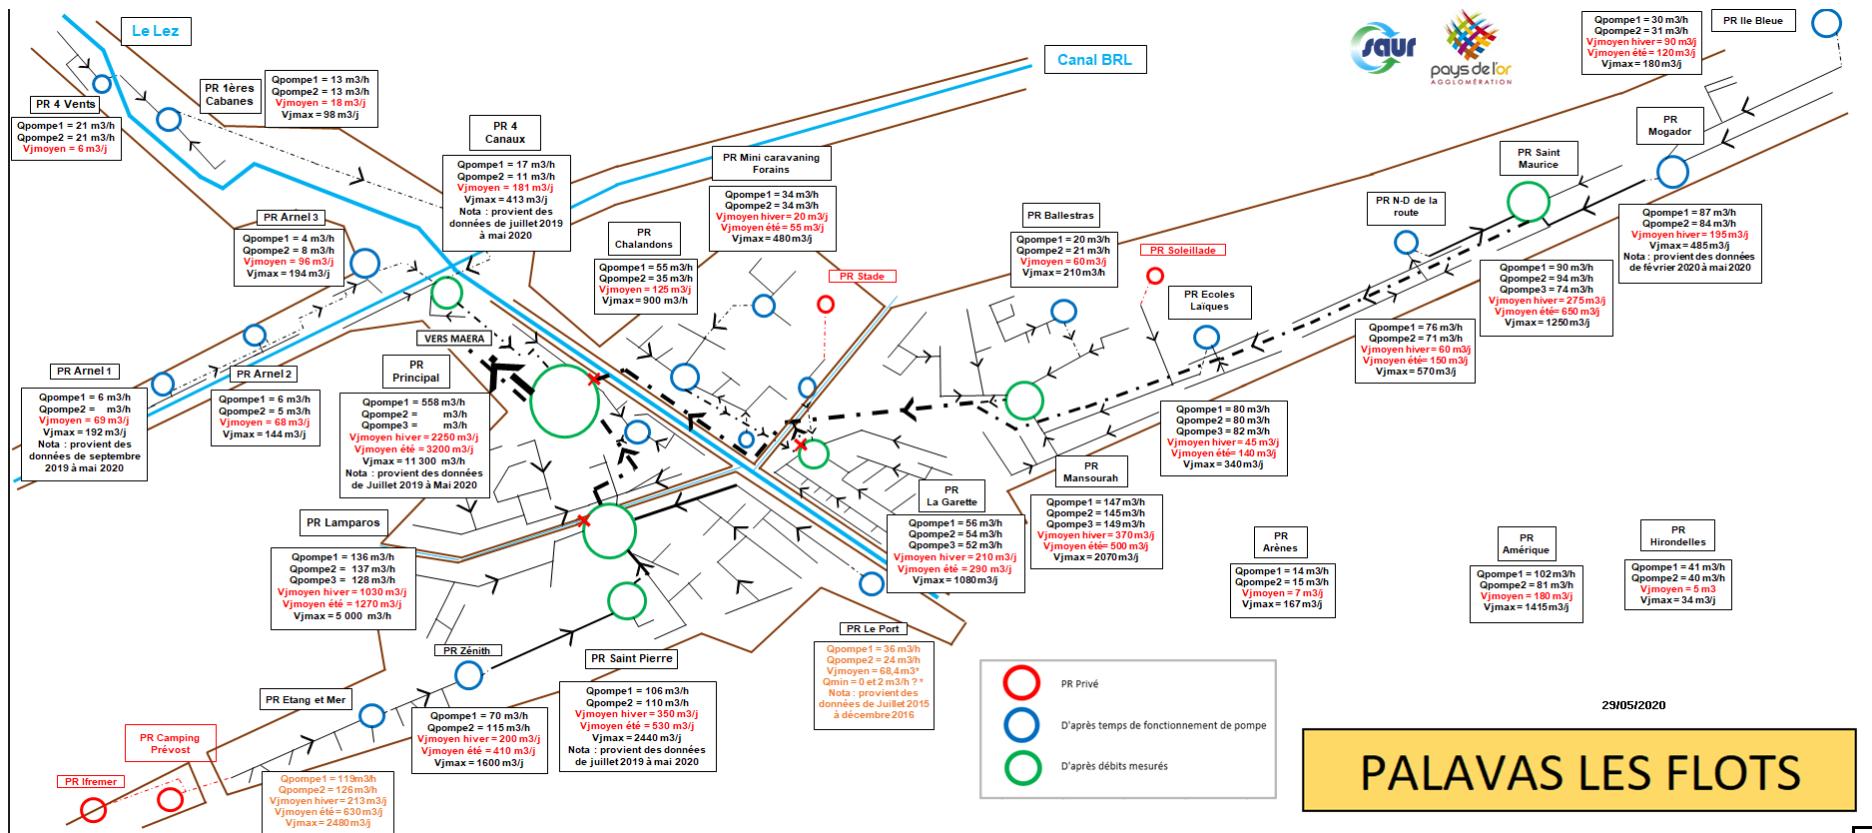 Le Lez
PR 4 Vents
Qpompe1 = 21 m3/h
Qpompe2 = 21 m3/h
Vjmoyen = 6 m3/j
PR 1ères
Cabanes
Qpompe1 = 13 m3/h
Qpompe2 = 13 m3/h
Vjmoyen = 18 m3/j
Vjmax = 98 m3/j
PR 4
Canaux
Qpompe1 = 17 m3/h
Qpompe2 = 11 m3/h
Vjmoyen = 181 m3/j
Vjmax = 413 m3/j
Nota : provient des
données de juillet 2019
à mai 2020
Canal BRL
saur
pays de l'or
AGGLOMÉRATION
Qpompe1 = 30 m3/h
Qpompe2 = 31 m3/h
Vjmoyen hiver = 90 m3/j
Vjmoyen été = 120 m3/j
Vjmax = 180 m3/j
PR Ile Bleue
PR
Mogador
Qpompe1 = 87 m3/h
Qpompe2 = 84 m3/h
Vjmoyen hiver = 195 m3/j
Vjmax = 485 m3/j
Nota : provient des données
de février 2020 à mai 2020
PR Saint
Maurice
Qpompe1 = 90 m3/h
Qpompe2 = 94 m3/h
Qpompe3 = 74 m3/h
Vjmoyen hiver = 275 m3/j
Vjmoyen été = 650 m3/j
Vjmax = 1250 m3/j
PR N-D de la
route
Qpompe1 = 76 m3/h
Qpompe2 = 71 m3/h
Vjmoyen hiver = 60 m3/j
Vjmoyen été= 150 m3/j
Vjmax = 570 m3/j
PR Mini caravaning
Forains
Qpompe1 = 34 m3/h
Qpompe2 = 34 m3/h
Vjmoyen hiver = 20 m3/j
Vjmoyen été = 55 m3/j
Vjmax = 480 m3/j
PR
Chalandons
Qpompe1 = 55 m3/h
Qpompe2 = 35 m3/h
Vjmoyen = 125 m3/j
Vjmax = 900 m3/h
PR Stade
PR Ballestras
Qpompe1 = 20 m3/h
Qpompe2 = 21 m3/h
Vjmoyen = 60 m3/j
Vjmax = 210 m3/h
PR Soleillade
PR Ecoles
Laïques
Qpompe1 = 80 m3/h
Qpompe2 = 80 m3/h
Qpompe3 = 82 m3/h
Vjmoyen hiver = 45 m3/j
Vjmoyen été= 140 m3/j
Vjmax = 340 m3/j
PR Arnel 3
Qpompe1 = 4 m3/h
Qpompe2 = 8 m3/h
Vjmoyen = 96 m3/j
Vjmax = 194 m3/j
PR Arnel 1
Qpompe1 = 6 m3/h
Qpompe2 = m3/h
Vjmoyen = 69 m3/j
Vjmax = 192 m3/j
Nota : provient des
données de septembre
2019 à mai 2020
PR Arnel 2
Qpompe1 = 6 m3/h
Qpompe2 = 5 m3/h
Vjmoyen = 68 m3/j
Vjmax = 144 m3/j
VERS MAERA
PR
Principal
Qpompe1 = 558 m3/h
Qpompe2 = m3/h
Qpompe3 = m3/h
Vjmoyen hiver = 2250 m3/j
Vjmoyen été = 3200 m3/j
Vjmax = 11 300 m3/h
Nota : provient des données
de Juillet 2019 à Mai 2020
PR
Mansourah
Qpompe1 = 147 m3/h
Qpompe2 = 145 m3/h
Qpompe3 = 149 m3/h
Vjmoyen hiver = 370 m3/j
Vjmoyen été= 500 m3/j
Vjmax = 2070 m3/j
PR
La Garette
Qpompe1 = 56 m3/h
Qpompe2 = 54 m3/h
Qpompe3 = 52 m3/h
Vjmoyen hiver = 210 m3/j
Vjmoyen été = 290 m3/j
Vjmax = 1080 m3/j
PR Lamparos
Qpompe1 = 136 m3/h
Qpompe2 = 137 m3/h
Qpompe3 = 128 m3/h
Vjmoyen hiver = 1030 m3/j
Vjmoyen été = 1270 m3/j
Vjmax = 5 000 m3/h
PR
Arènes
Qpompe1 = 14 m3/h
Qpompe2 = 15 m3/h
Vjmoyen = 7 m3/j
Vjmax = 167 m3/j
PR
Amérique
Qpompe1 = 102 m3/h
Qpompe2 = 81 m3/h
Vjmoyen = 180 m3/j
Vjmax = 1415 m3/j
PR
Hirondelles
Qpompe1 = 41 m3/h
Qpompe2 = 40 m3/h
Vjmoyen = 5 m3
Vjmax = 34 m3/j
PR Le Port
Qpompe1 = 36 m3/h
Qpompe2 = 24 m3/h
Vjmoyen = 68,4 m3*
Qmin = 0 et 2 m3/h ? *
Nota : provient des
données de Juillet 2015
à décembre 2016
PR Zénith
Qpompe1 = 70 m3/h
Qpompe2 = 115 m3/h
Vjmoyen hiver = 200 m3/j
Vjmoyen été = 410 m3/j
Vjmax = 1600 m3/j
PR Saint Pierre
Qpompe1 = 106 m3/h
Qpompe2 = 110 m3/h
Vjmoyen hiver = 350 m3/j
Vjmoyen été = 530 m3/j
Vjmax = 2440 m3/j
Nota : provient des données
de juillet 2019 à mai 2020
PR Etang et Mer
Qpompe1 = 119m3/h
Qpompe2 = 126 m3/h
Vjmoyen hiver = 213 m3/j
Vjmoyen été = 630 m3/j
Vjmax = 2480 m3/j
PR Camping
Prévost
PR Ifremer
PR Privé
D'après temps de fonctionnement de pompe
D'après débits mesurés
29/05/2020
PALAVAS LES FLOTS